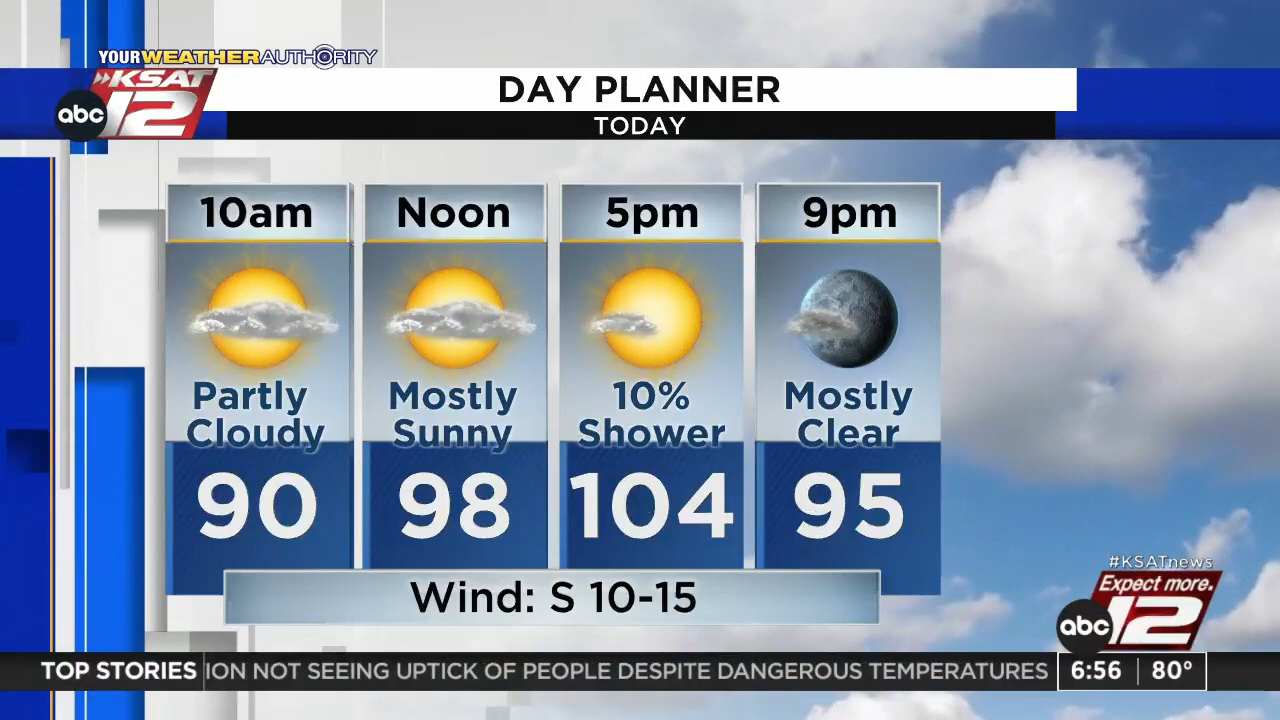 YOURWEATHERAUTHORITY
KSAT
abc 12
DAY PLANNER
TODAY
10am
Partly
Cloudy
90
Noon
Mostly
Sunny
98
5pm
10%
Shower
104
9pm
Mostly
Clear
95
Wind: S 10-15
#KSATnews
Expect more.
abc 12
TOP STORIES ION NOT SEEING UPTICK OF PEOPLE DESPITE DANGEROUS TEMPERATURES 6:56 80°